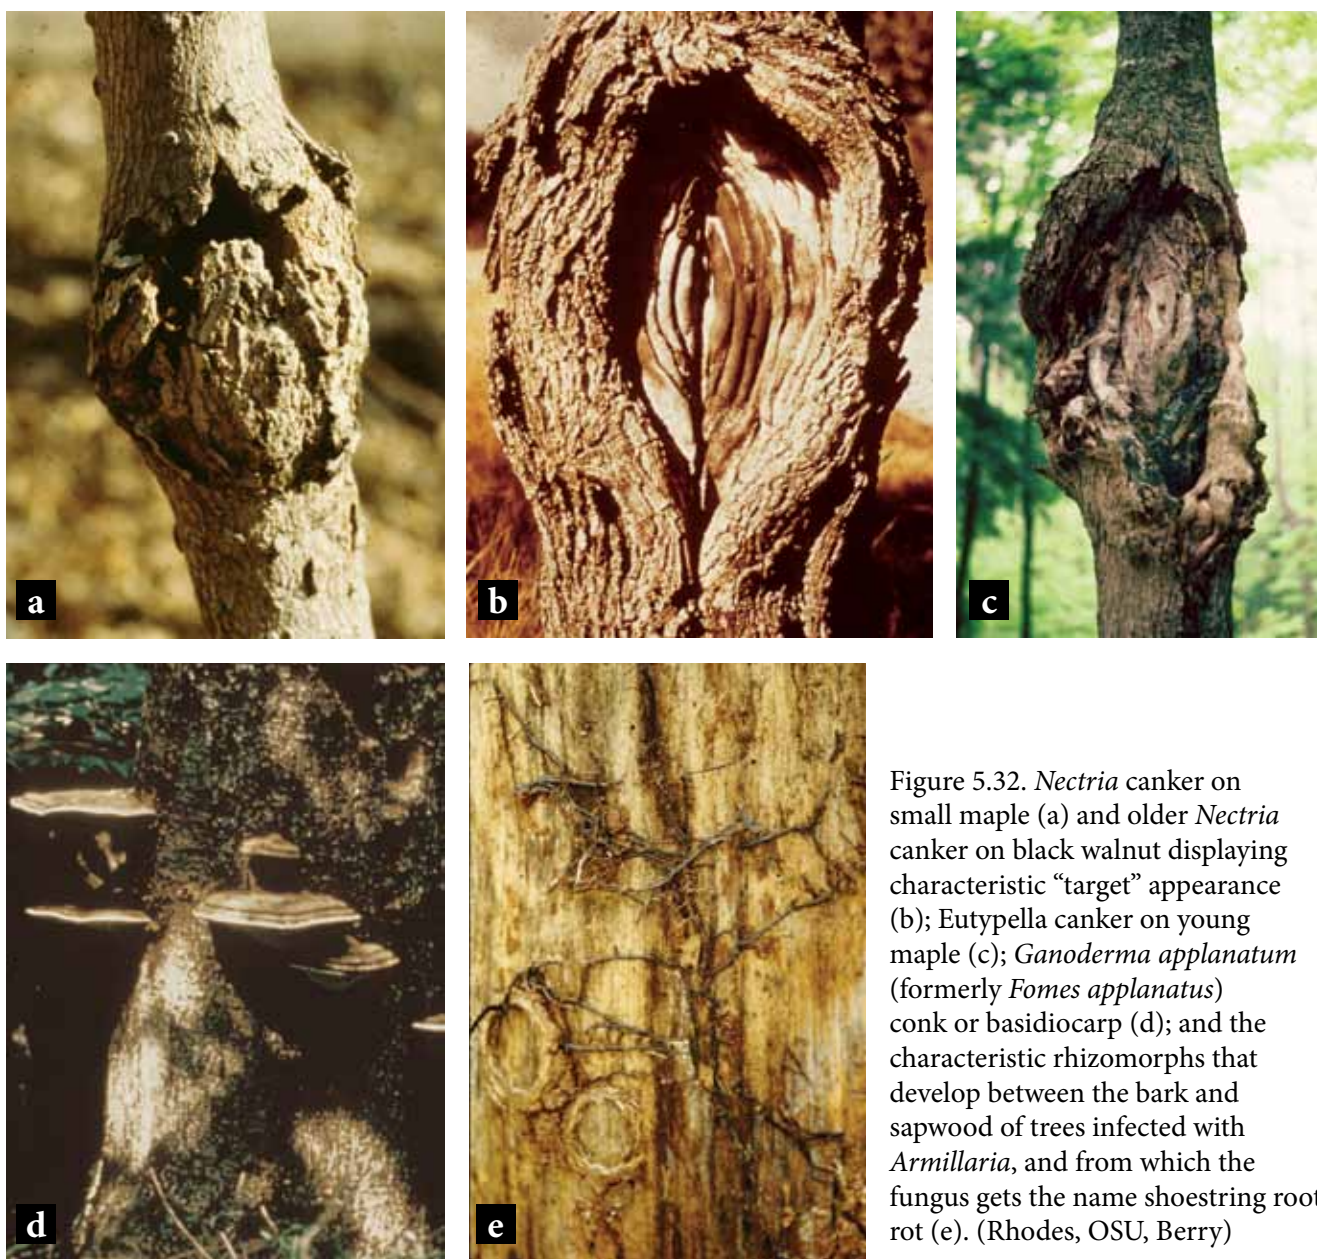 a
b
c
d
e
Figure 5.32. Nectria canker on
small maple (a) and older Nectria
canker on black walnut displaying
characteristic “target” appearance
(b); Eutypella canker on young
maple (c); Ganoderma applanatum
(formerly Fomes applanatus)
conk or basidiocarp (d); and the
characteristic rhizomorphs that
develop between the bark and
sapwood of trees infected with
Armillaria, and from which the
fungus gets the name shoestring root
rot (e). (Rhodes, OSU, Berry)